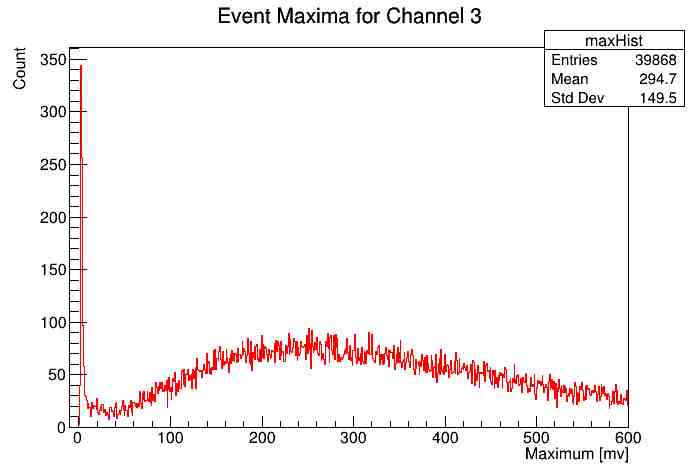 Event Maxima for Channel 3
maxHist
Entries 39868
Mean 294.7
Std Dev 149.5
Count
350
300
250
200
150
100
50
0
0 100 200 300 400 500 600
Maximum [mv]